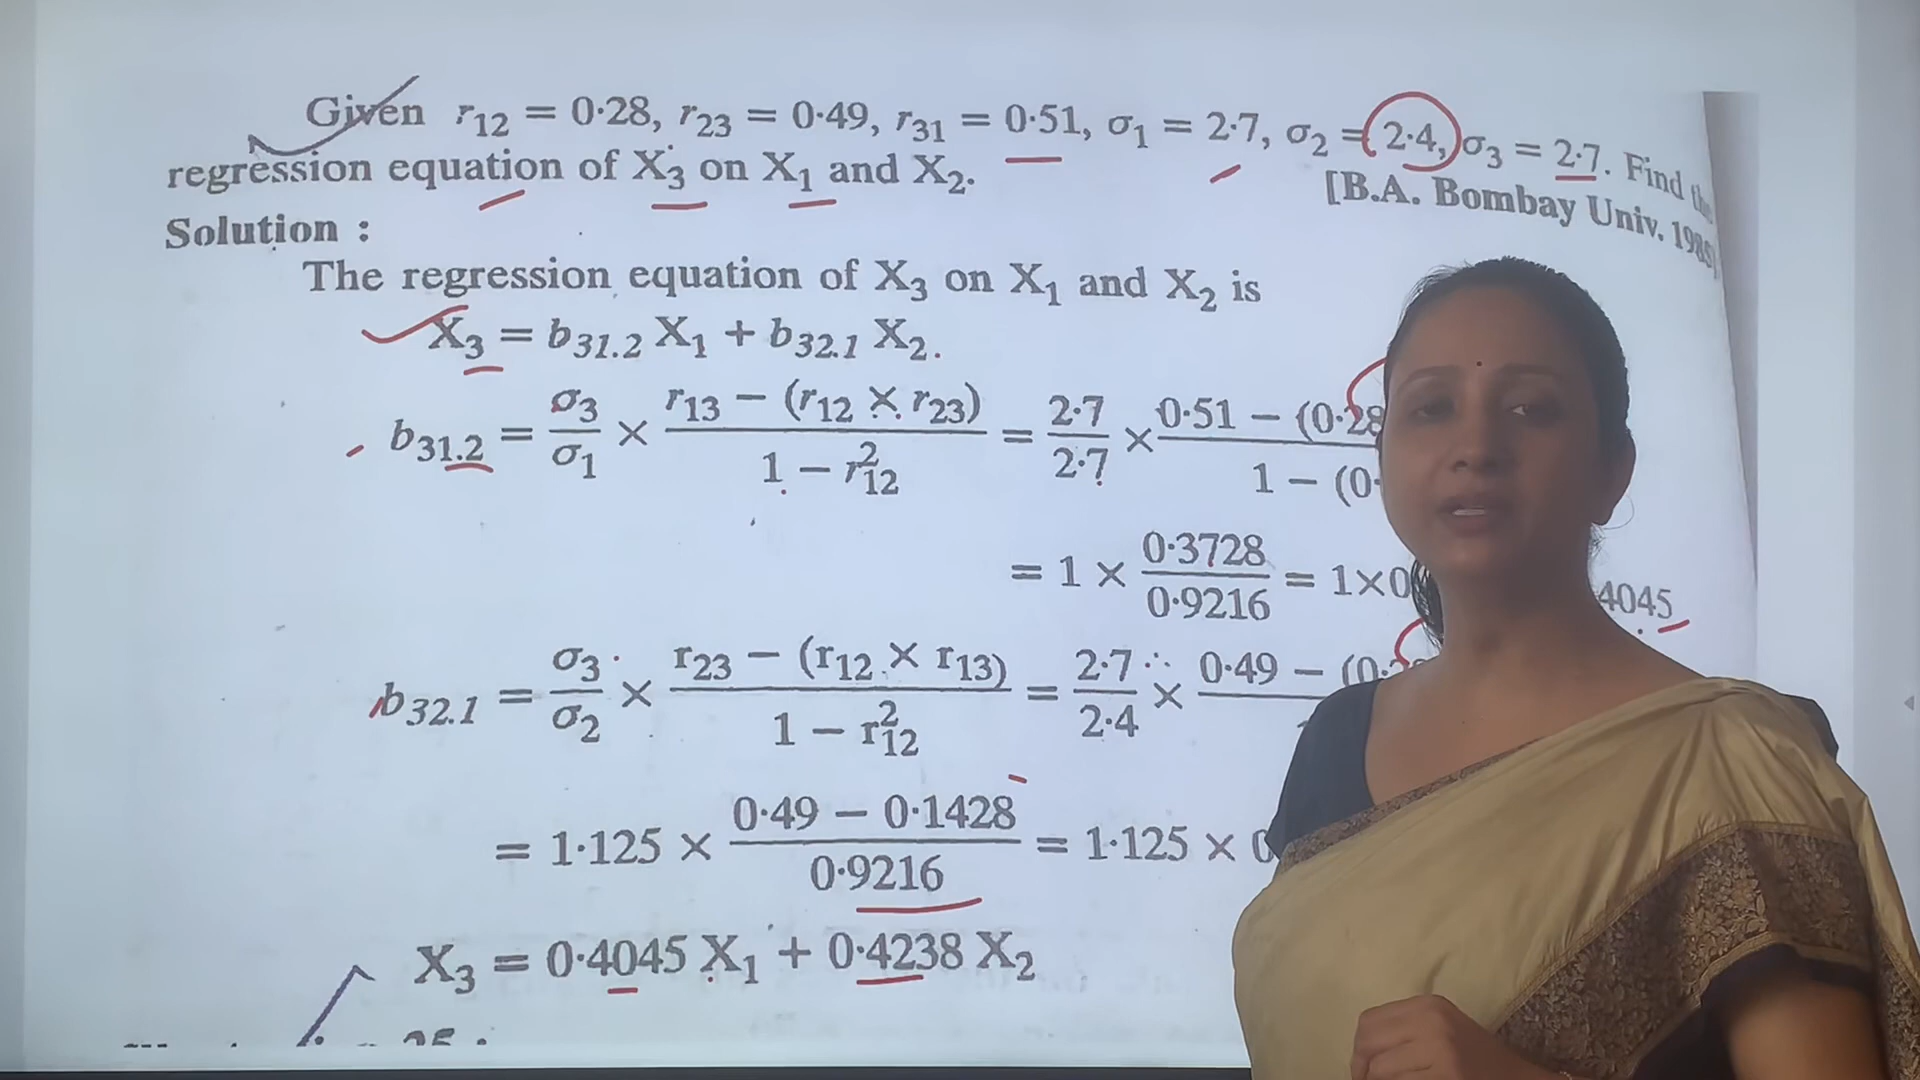 Given r12 = 0·28, r23 = 0·49, r31 = 0·51, σ1 = 2·7, σ2 = 2·4, σ3 = 2·7. Find the
regression equation of X3 on X1 and X2.
[B.A. Bombay Univ. 1985]
Solution :
The regression equation of X3 on X1 and X2 is
X3 = b31.2 X1 + b32.1 X2.
b31.2 = σ3/σ1 × r13 − (r12 × r23)/1 − r²12 = 2·7/2·7 × 0·51 − (0·28/1 − (0·
= 1 × 0·3728/0·9216 = 1×0 4045
b32.1 = σ3/σ2 × r23 − (r12 × r13)/1 − r²12 = 2·7/2·4 × 0·49 − (0·
= 1·125 × 0·49 − 0·1428/0·9216 = 1·125 × 0
X3 = 0·4045 X1 + 0·4238 X2